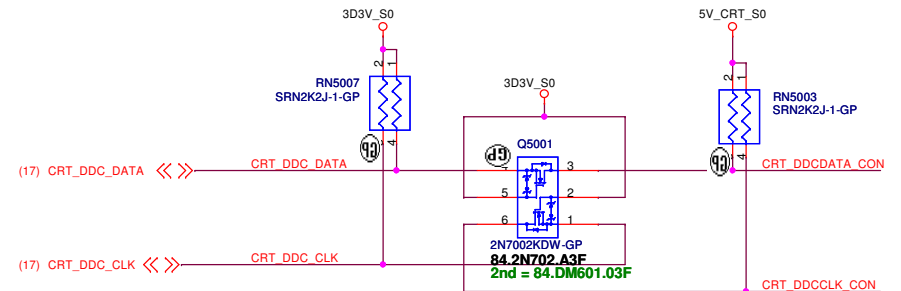 3D3V_S0
5V_CRT_S0
2 1
RN5007
SRN2K2J-1-GP
3D3V_S0
2 1
RN5003
SRN2K2J-1-GP
GP
4
Q5001
GP
GP
4
(17) CRT_DDC_DATA
CRT_DDC_DATA
3
CRT_DDCDATA_CON
5
2
6
1
2N7002KDW-GP
84.2N702.A3F
2nd = 84.DM601.03F
(17) CRT_DDC_CLK
CRT_DDC_CLK
CRT_DDCCLK_CON